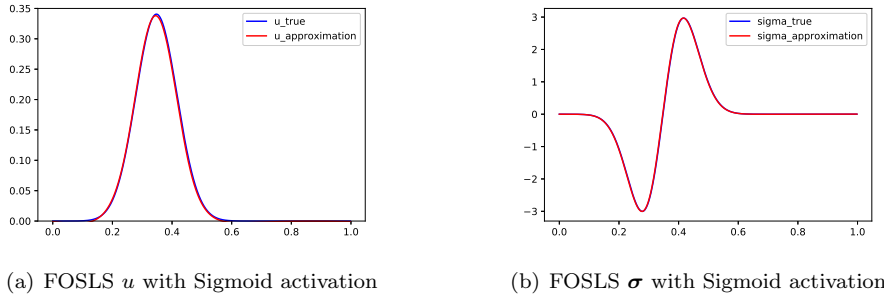 0.35
0.30
0.25
0.20
0.15
0.10
0.05
0.00
0.0 0.2 0.4 0.6 0.8 1.0
u_true
u_approximation
3
2
1
0
−1
−2
−3
0.0 0.2 0.4 0.6 0.8 1.0
sigma_true
sigma_approximation
(a) FOSLS u with Sigmoid activation
(b) FOSLS σ with Sigmoid activation